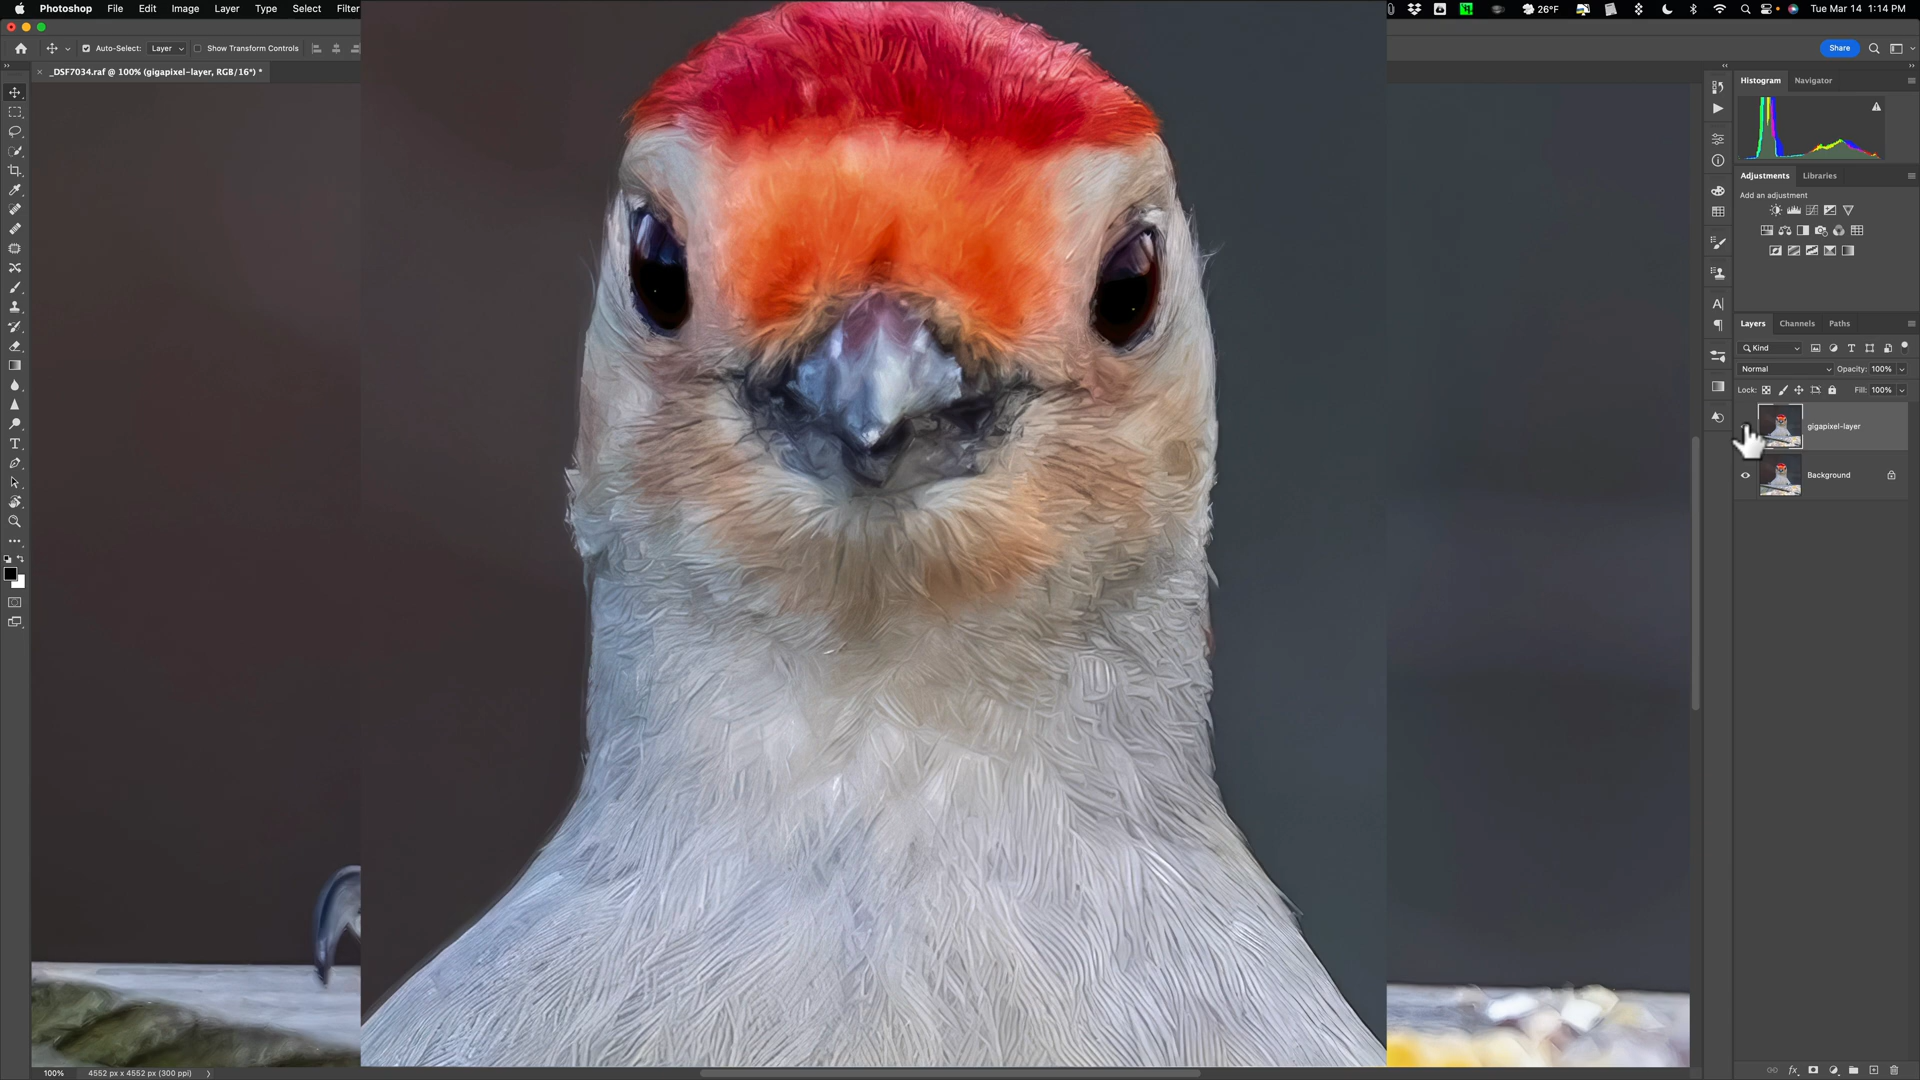 Photoshop File Edit Image Layer Type Select Filter 26°F Tue Mar 14 1:14 PM
Auto-Select: Layer Show Transform Controls Share
_DSF7034.raf @ 100% (gigapixel-layer, RGB/16*) *
Histogram Navigator
Adjustments Libraries
Add an adjustment
Layers Channels Paths
Kind
Normal Opacity: 100%
Lock: Fill: 100%
gigapixel-layer
Background
100% 4552 px x 4552 px (300 ppi)